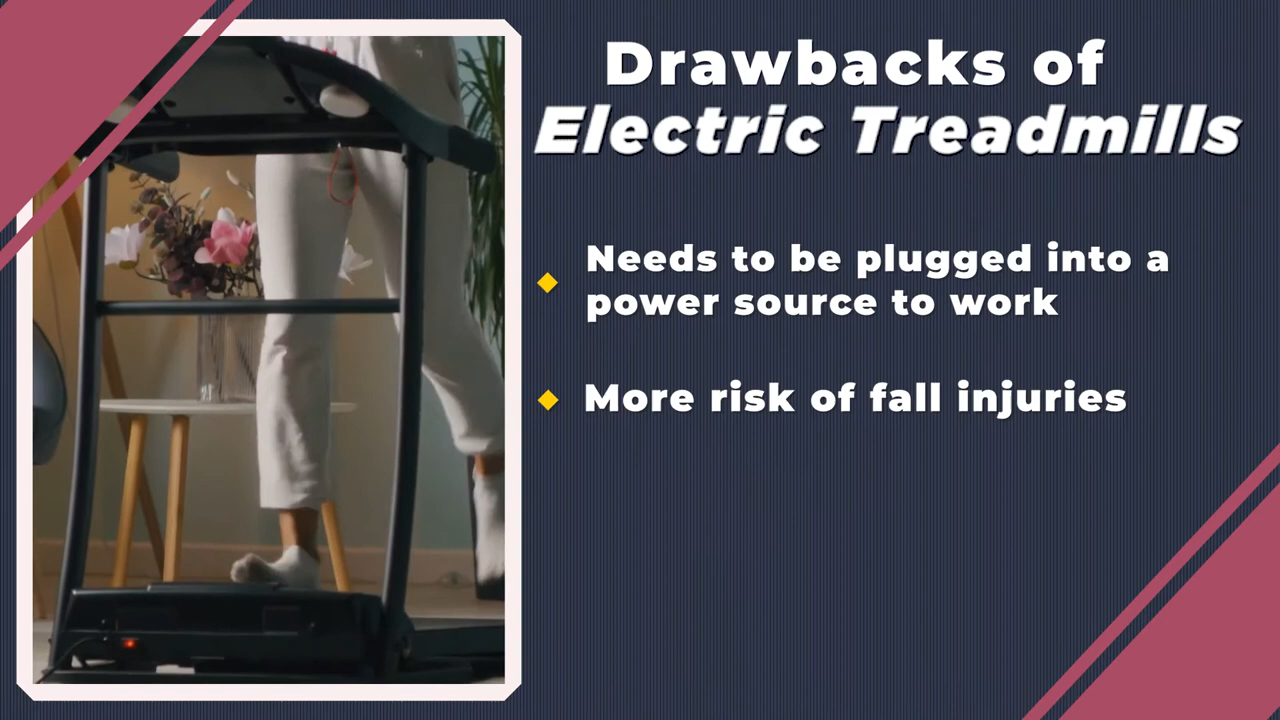 Drawbacks of
Electric Treadmills
Needs to be plugged into a
power source to work
More risk of fall injuries